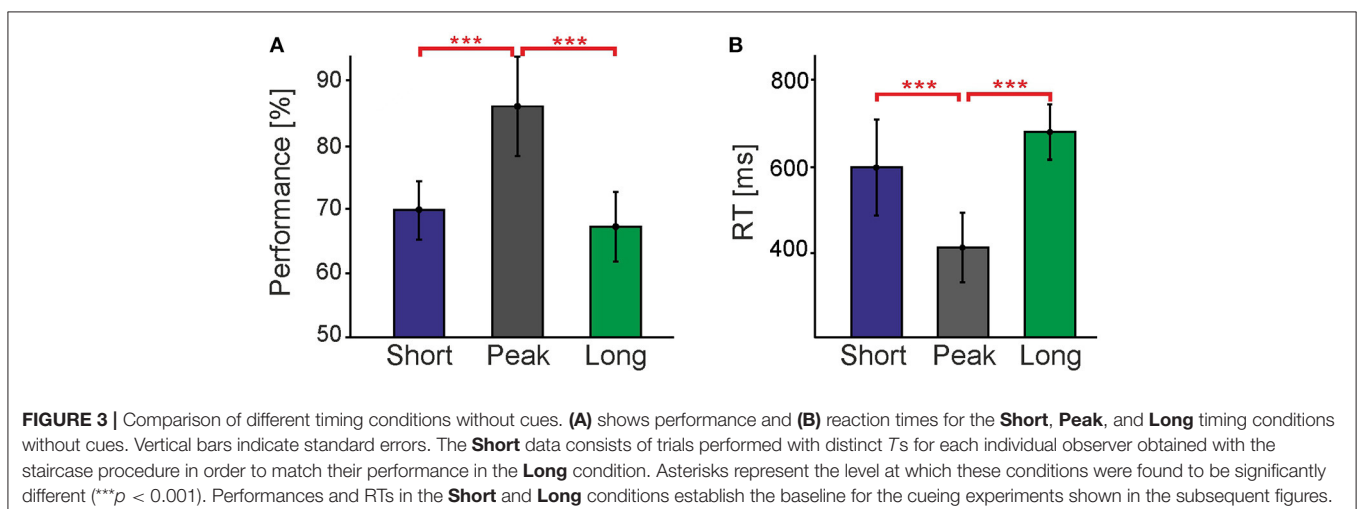 A
*** ***
Performance [%]
90
80
70
60
50
Short Peak Long
B
*** ***
RT [ms]
800
600
400
Short Peak Long
FIGURE 3 | Comparison of different timing conditions without cues. (A) shows performance and (B) reaction times for the Short, Peak, and Long timing conditions
without cues. Vertical bars indicate standard errors. The Short data consists of trials performed with distinct Ts for each individual observer obtained with the
staircase procedure in order to match their performance in the Long condition. Asterisks represent the level at which these conditions were found to be significantly
different (***p < 0.001). Performances and RTs in the Short and Long conditions establish the baseline for the cueing experiments shown in the subsequent figures.